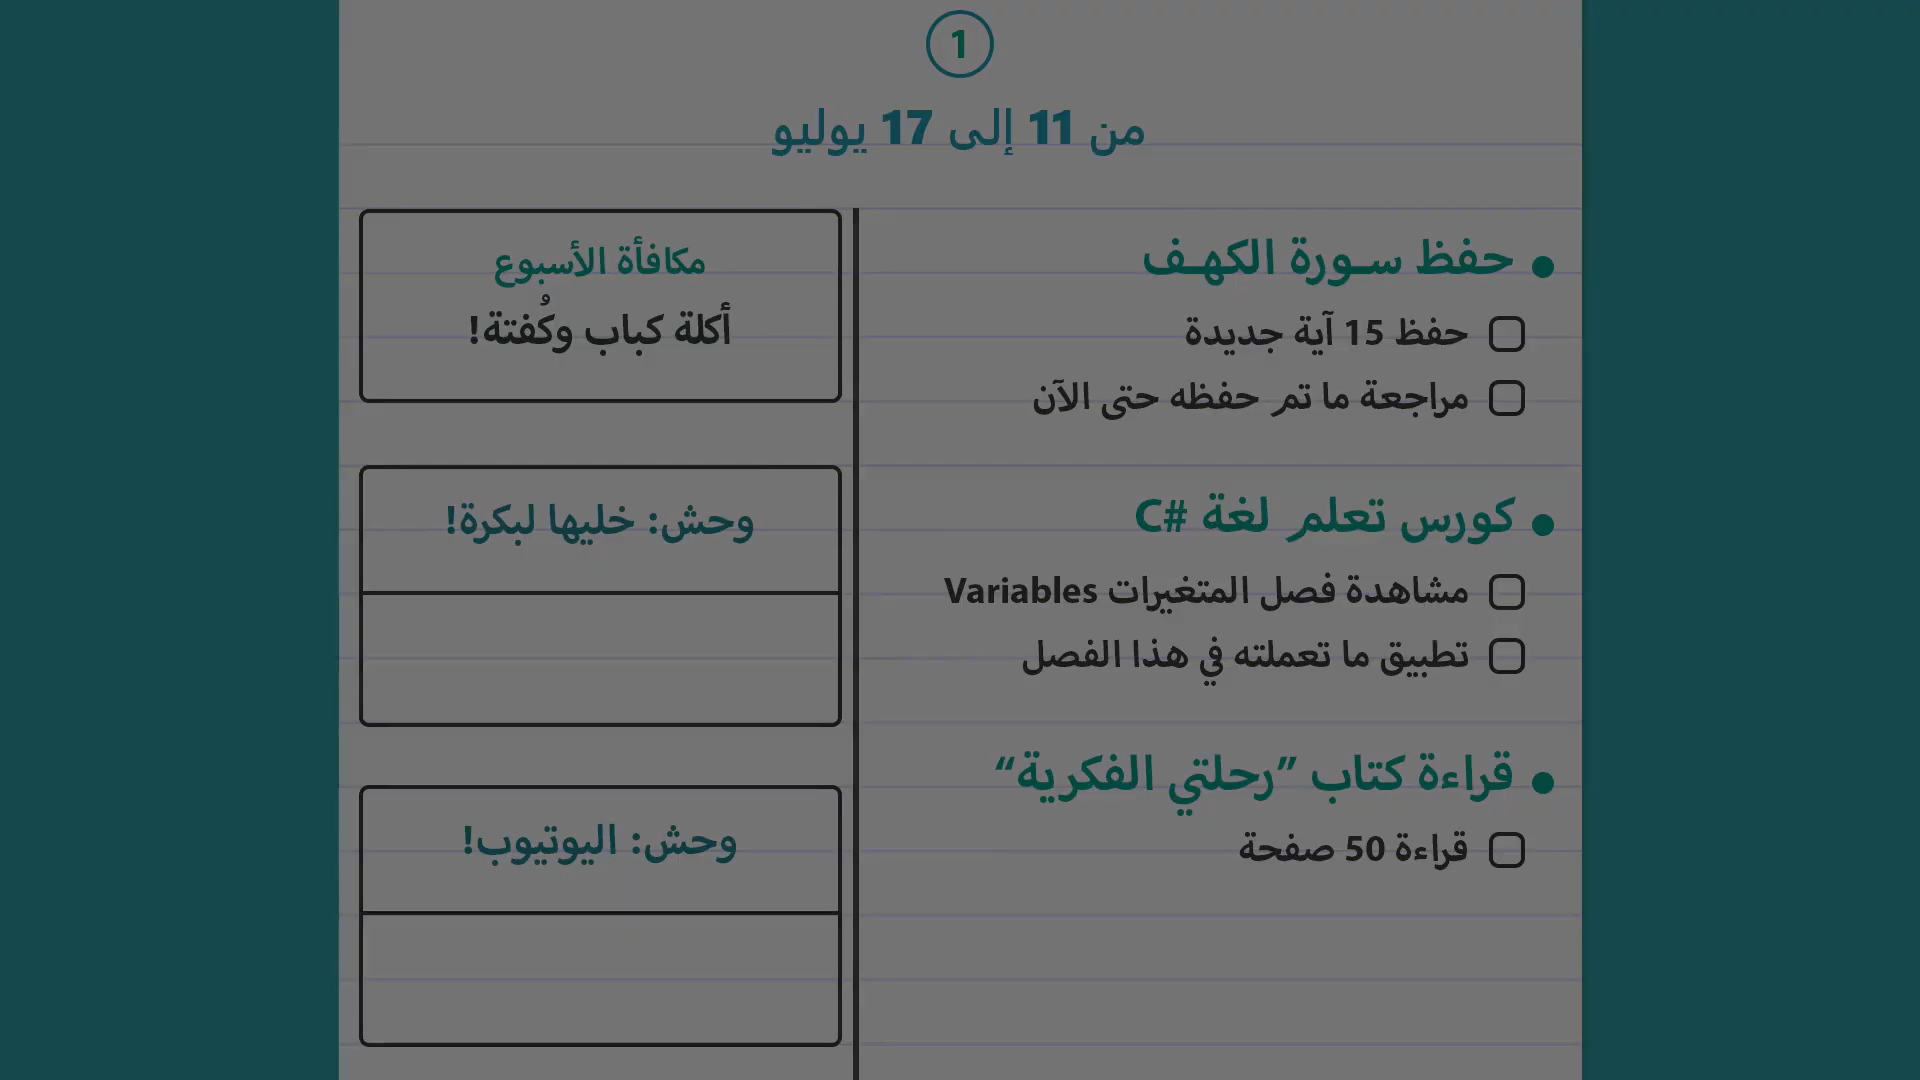 1
من 11 إلى 17 يوليو
حفظ سـورة الكهـف
حفظ 15 آية جديدة
مراجعة ما تم حفظه حتى الآن
كورس تعلم لغة C#
مشاهدة فصل المتغيرات Variables
تطبيق ما تعملته في هذا الفصل
قراءة كتاب ”رحلتي الفكرية“
قراءة 50 صفحة
مكافأة الأسبوع
أكلة كباب وكُفتة!
وحش: خليها لبكرة!
وحش: اليوتيوب!